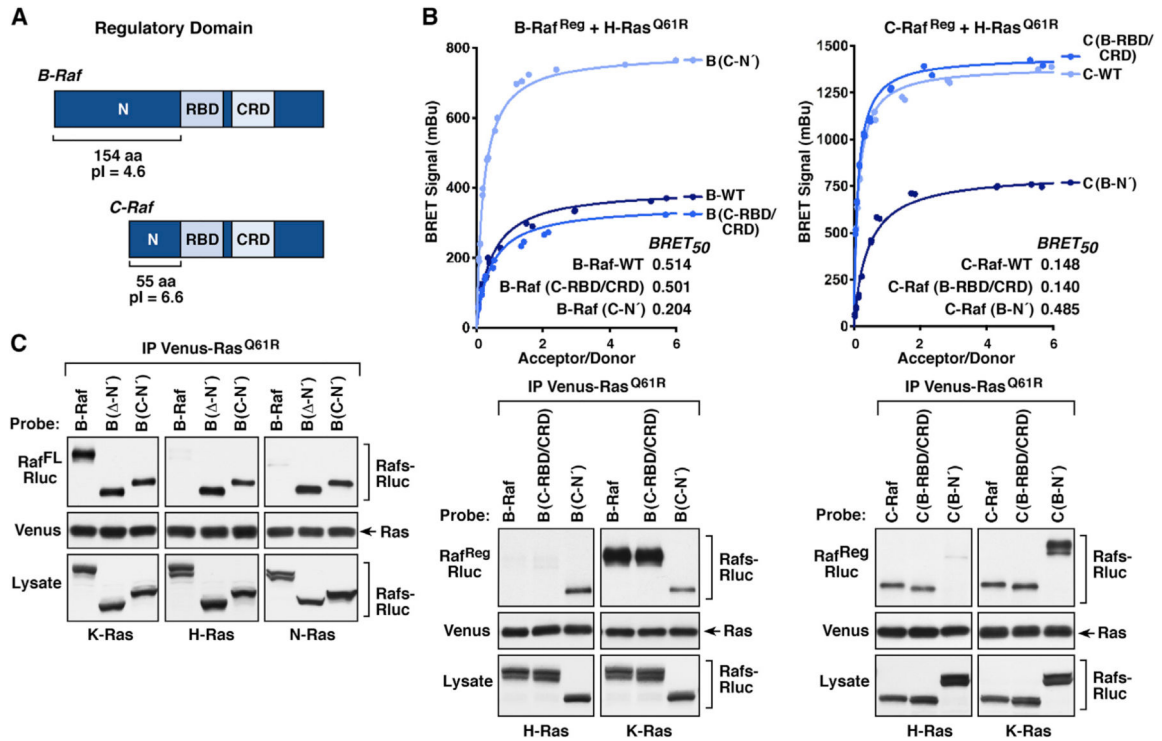 A
Regulatory Domain
B-Raf
N
RBD
CRD
154 aa
pI = 4.6
C-Raf
N
RBD
CRD
55 aa
pI = 6.6
B
B-Raf Reg + H-Ras Q61R
BRET Signal (mBu)
800
600
400
200
0
B(C-N´)
B-WT
B(C-RBD/
CRD)
BRET50
B-Raf-WT 0.514
B-Raf (C-RBD/CRD) 0.501
B-Raf (C-N´) 0.204
0 2 4 6
Acceptor/Donor
C-Raf Reg + H-Ras Q61R
BRET Signal (mBu)
1500
1250
1000
750
500
250
0
C(B-RBD/
CRD)
C-WT
C(B-N´)
BRET50
C-Raf-WT 0.148
C-Raf (B-RBD/CRD) 0.140
C-Raf (B-N´) 0.485
0 2 4 6
Acceptor/Donor
IP Venus-Ras Q61R
Probe:
B-Raf
B(C-RBD/CRD)
B(C-N´)
B-Raf
B(C-RBD/CRD)
B(C-N´)
Raf Reg
Rluc
Rafs-
Rluc
Venus
Ras
Lysate
Rafs-
Rluc
H-Ras
K-Ras
IP Venus-Ras Q61R
Probe:
C-Raf
C(B-RBD/CRD)
C(B-N´)
C-Raf
C(B-RBD/CRD)
C(B-N´)
Raf Reg
Rluc
Rafs-
Rluc
Venus
Ras
Lysate
Rafs-
Rluc
H-Ras
K-Ras
C
IP Venus-Ras Q61R
Probe:
B-Raf
B(Δ-N´)
B(C-N´)
B-Raf
B(Δ-N´)
B(C-N´)
B-Raf
B(Δ-N´)
B(C-N´)
Raf FL
Rluc
Rafs-
Rluc
Venus
Ras
Lysate
Rafs-
Rluc
K-Ras
H-Ras
N-Ras